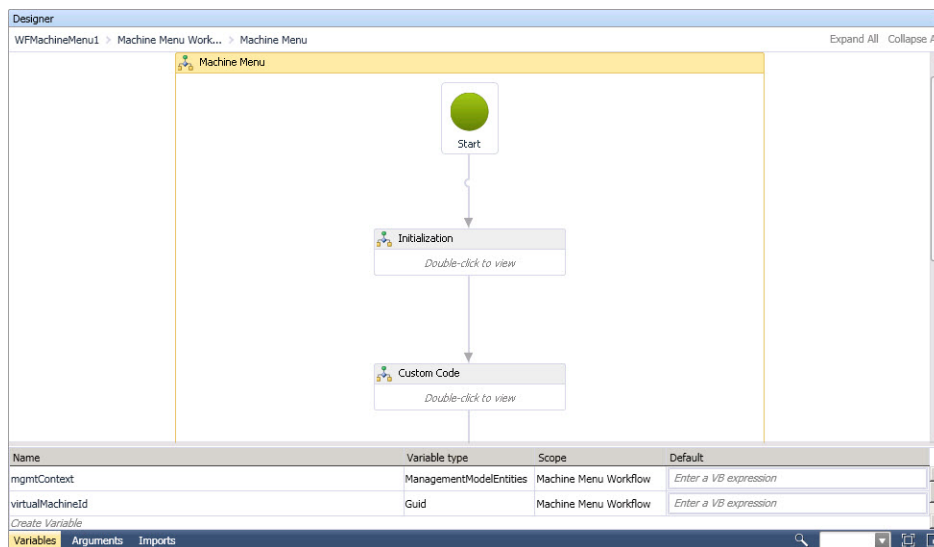 Designer
WFMachineMenu1 > Machine Menu Work... > Machine Menu
Expand All Collapse A
Machine Menu
Start
Initialization
Double-click to view
Custom Code
Double-click to view
Name Variable type Scope Default
mgmtContext ManagementModelEntities Machine Menu Workflow Enter a VB expression
virtualMachineId Guid Machine Menu Workflow Enter a VB expression
Create Variable
Variables Arguments Imports